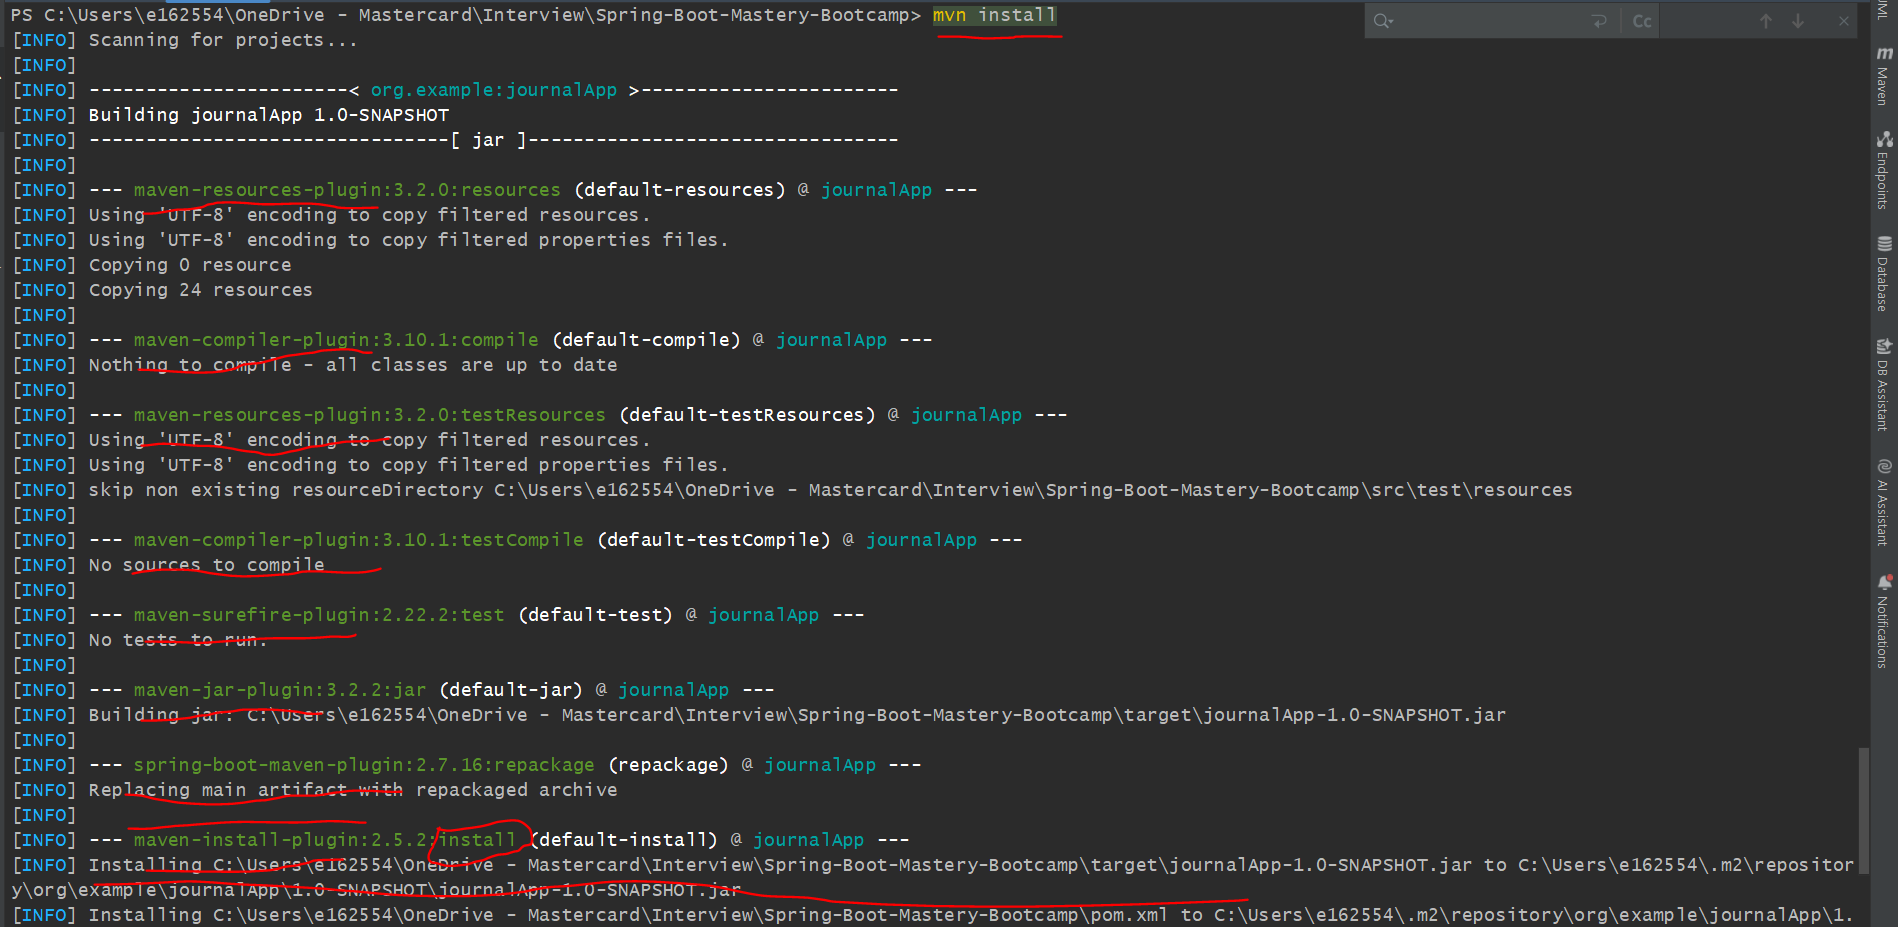 PS C:\Users\e162554\OneDrive - Mastercard\Interview\Spring-Boot-Mastery-Bootcamp> mvn install
[INFO] Scanning for projects...
[INFO]
[INFO] -----------------------< org.example:journalApp >-----------------------
[INFO] Building journalApp 1.0-SNAPSHOT
[INFO] --------------------------------[ jar ]---------------------------------
[INFO]
[INFO] --- maven-resources-plugin:3.2.0:resources (default-resources) @ journalApp ---
[INFO] Using 'UTF-8' encoding to copy filtered resources.
[INFO] Using 'UTF-8' encoding to copy filtered properties files.
[INFO] Copying 0 resource
[INFO] Copying 24 resources
[INFO]
[INFO] --- maven-compiler-plugin:3.10.1:compile (default-compile) @ journalApp ---
[INFO] Nothing to compile - all classes are up to date
[INFO]
[INFO] --- maven-resources-plugin:3.2.0:testResources (default-testResources) @ journalApp ---
[INFO] Using 'UTF-8' encoding to copy filtered resources.
[INFO] Using 'UTF-8' encoding to copy filtered properties files.
[INFO] skip non existing resourceDirectory C:\Users\e162554\OneDrive - Mastercard\Interview\Spring-Boot-Mastery-Bootcamp\src\test\resources
[INFO]
[INFO] --- maven-compiler-plugin:3.10.1:testCompile (default-testCompile) @ journalApp ---
[INFO] No sources to compile
[INFO]
[INFO] --- maven-surefire-plugin:2.22.2:test (default-test) @ journalApp ---
[INFO] No tests to run.
[INFO]
[INFO] --- maven-jar-plugin:3.2.2:jar (default-jar) @ journalApp ---
[INFO] Building jar: C:\Users\e162554\OneDrive - Mastercard\Interview\Spring-Boot-Mastery-Bootcamp\target\journalApp-1.0-SNAPSHOT.jar
[INFO]
[INFO] --- spring-boot-maven-plugin:2.7.16:repackage (repackage) @ journalApp ---
[INFO] Replacing main artifact with repackaged archive
[INFO]
[INFO] --- maven-install-plugin:2.5.2:install (default-install) @ journalApp ---
[INFO] Installing C:\Users\e162554\OneDrive - Mastercard\Interview\Spring-Boot-Mastery-Bootcamp\target\journalApp-1.0-SNAPSHOT.jar to C:\Users\e162554\.m2\repositor
y\org\example\journalApp\1.0-SNAPSHOT\journalApp-1.0-SNAPSHOT.jar
[INFO] Installing C:\Users\e162554\OneDrive - Mastercard\Interview\Spring-Boot-Mastery-Bootcamp\pom.xml to C:\Users\e162554\.m2\repository\org\example\journalApp\1.
Cc
UML
m
Maven
Endpoints
Database
DB Assistant
AI Assistant
Notifications